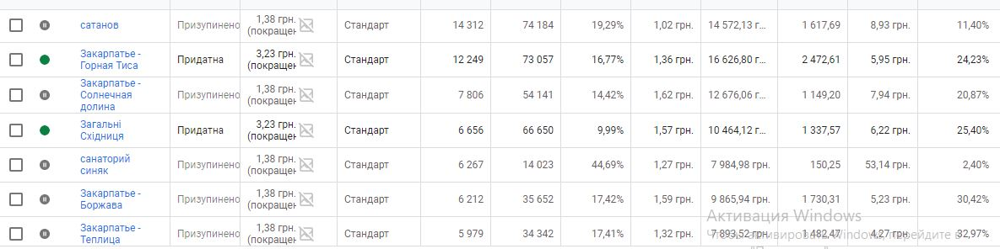 сатанов Призупинено 1,38 грн. (покращен Стандарт 14 312 74 184 19,29% 1,02 грн. 14 572,13 г... 1 617,69 8,93 грн. 11,40%
Закарпатье - Горная Тиса Придатна 3,23 грн. (покращен Стандарт 12 249 73 057 16,77% 1,36 грн. 16 626,80 г... 2 472,61 5,95 грн. 24,23%
Закарпатье - Солнечная долина Призупинено 1,38 грн. (покращен Стандарт 7 806 54 141 14,42% 1,62 грн. 12 676,06 г... 1 149,20 7,94 грн. 20,87%
Загальні Східниця Придатна 3,23 грн. (покращен Стандарт 6 656 66 650 9,99% 1,57 грн. 10 464,12 г... 1 337,57 6,22 грн. 25,40%
санаторий синяк Призупинено 1,38 грн. (покращен Стандарт 6 267 14 023 44,69% 1,27 грн. 7 984,98 грн. 150,25 53,14 грн. 2,40%
Закарпатье - Боржава Призупинено 1,38 грн. (покращен Стандарт 6 212 35 652 17,42% 1,59 грн. 9 865,94 грн. 1 730,31 5,23 грн. 30,42%
Закарпатье - Теплица Призупинено 1,38 грн. (покращен Стандарт 5 979 34 342 17,41% 1,32 грн. 7 893,52 грн. 1 482,47 4,27 грн. 32,97%
Активация Windows
Чтобы активировать Windows, перейдите в